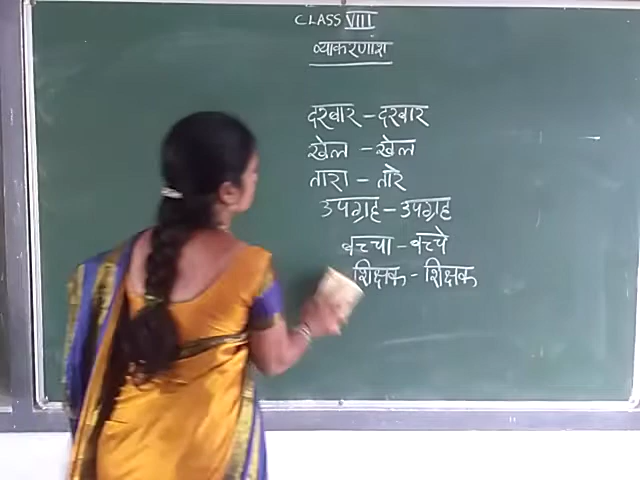 CLASS VIII
व्याकरणांश
दरबार - दरबार
खेल - खेल
तारा - तारे
उपग्रह - उपग्रह
बच्चा - बच्चे
शिक्षक - शिक्षक